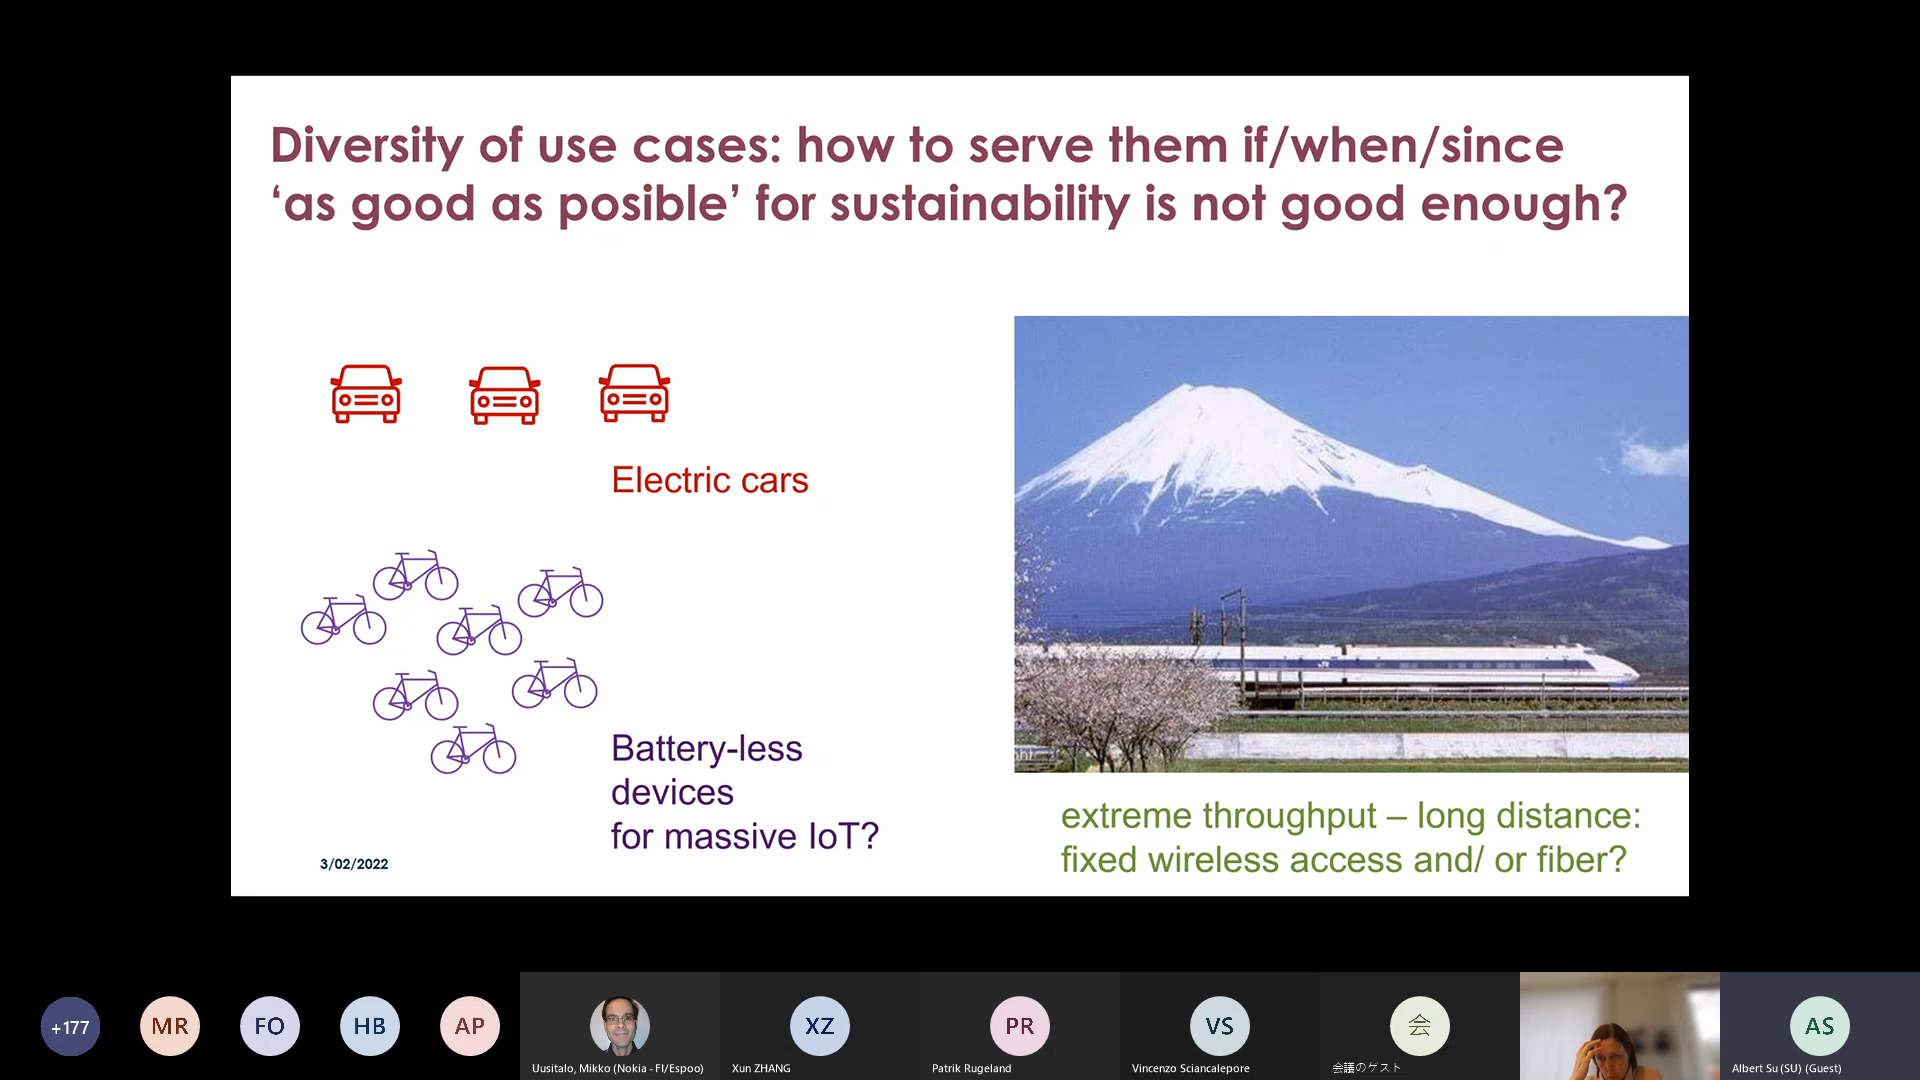 Diversity of use cases: how to serve them if/when/since
‘as good as posible’ for sustainability is not good enough?
Electric cars
Battery-less
devices
for massive IoT?
JR
extreme throughput – long distance:
fixed wireless access and/ or fiber?
3/02/2022
+177
MR
FO
HB
AP
Uusitalo, Mikko (Nokia - FI/Espoo)
XZ
Xun ZHANG
PR
Patrik Rugeland
VS
Vincenzo Sciancalepore
会
会議のゲスト
AS
Albert Su (SU) (Guest)